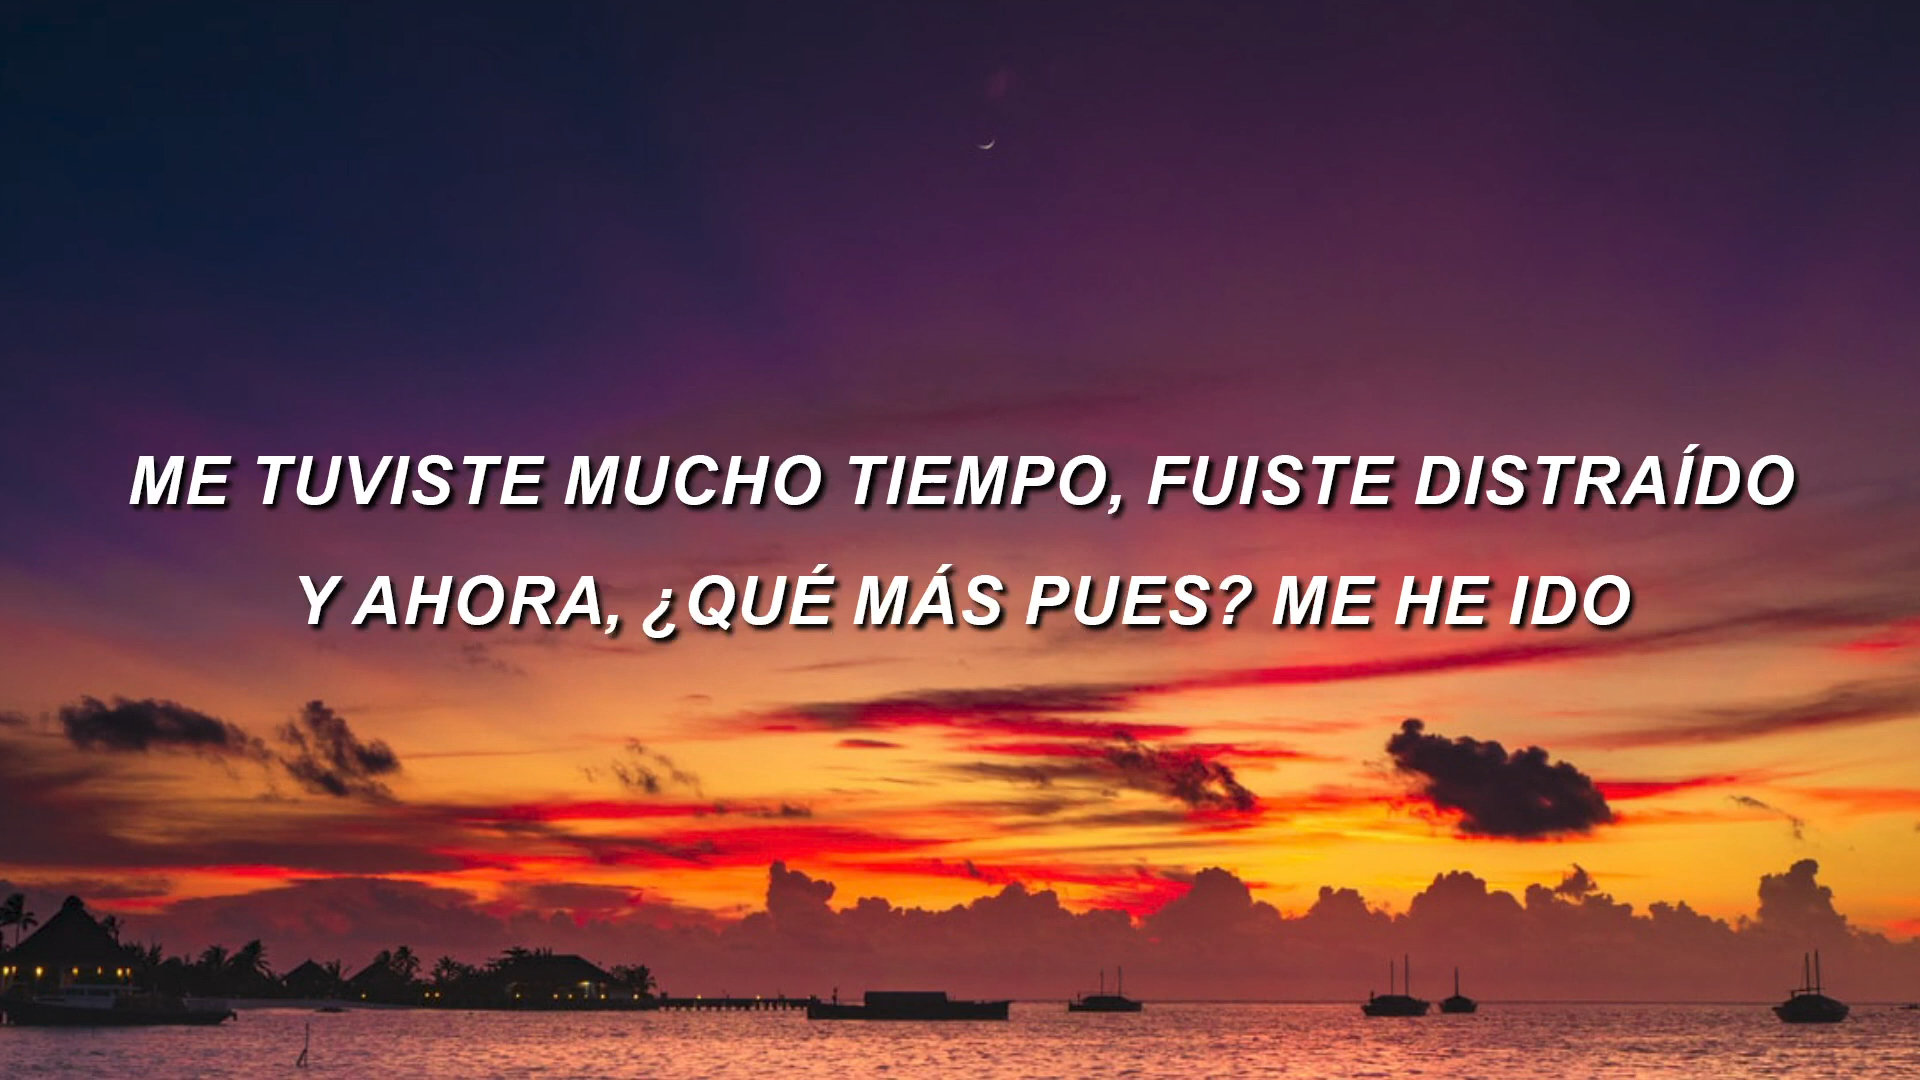 ME TUVISTE MUCHO TIEMPO, FUISTE DISTRAÍDO
Y AHORA, ¿QUÉ MÁS PUES? ME HE IDO